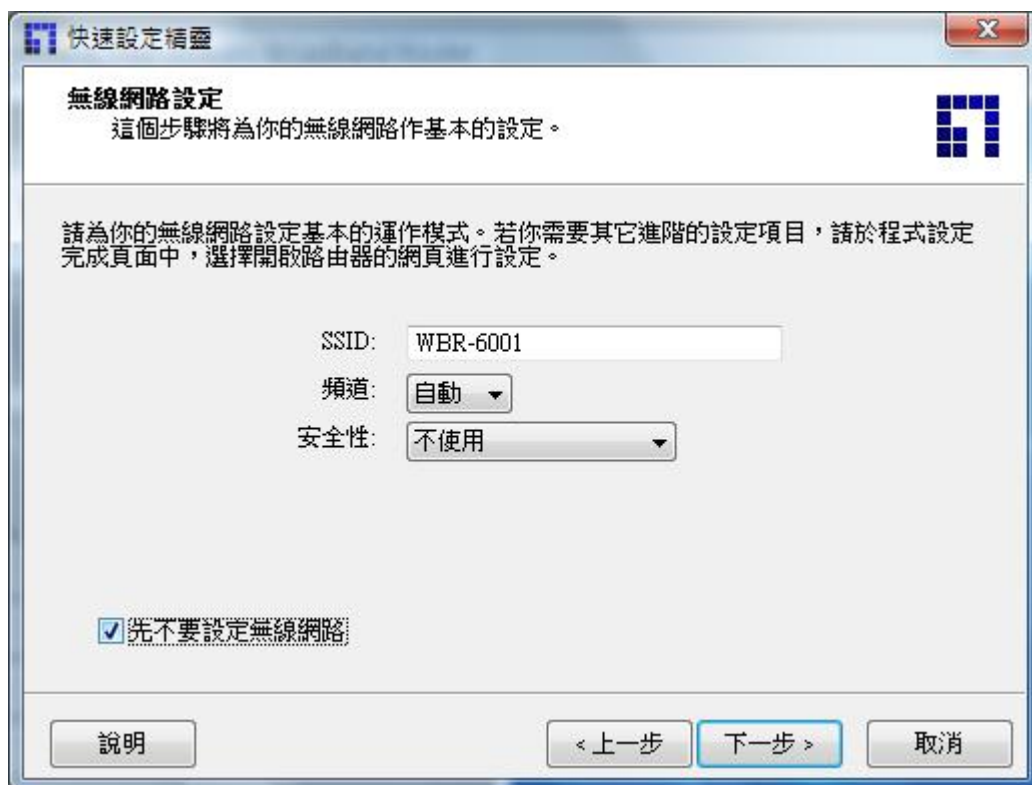 快速設定精靈
無線網路設定
這個步驟將為你的無線網路作基本的設定。
請為你的無線網路設定基本的運作模式。若你需要其它進階的設定項目，請於程式設定
完成頁面中，選擇開啟路由器的網頁進行設定。
SSID: WBR-6001
頻道: 自動
安全性: 不使用
先不要設定無線網路
說明 <上一步 下一步> 取消